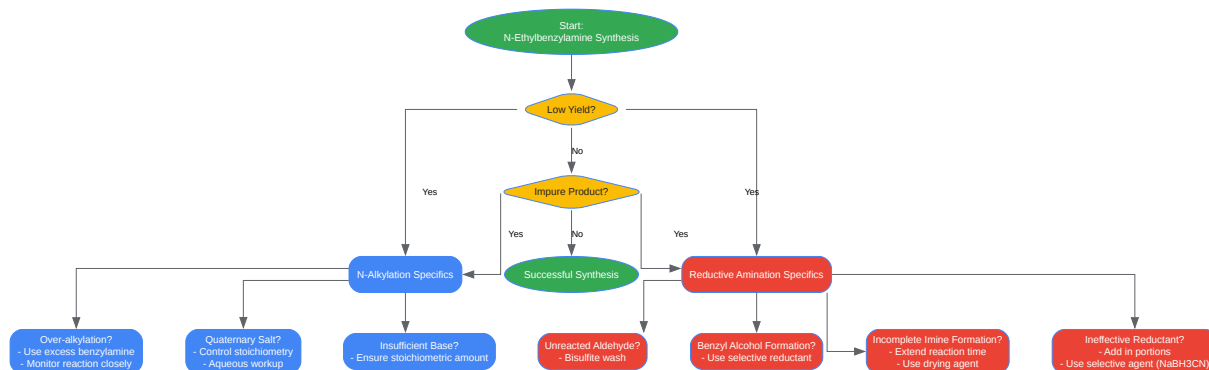 Start:
N-Ethylbenzylamine Synthesis
Low Yield?
No
Yes
Impure Product?
Yes
Yes
No
Yes
N-Alkylation Specifics
Successful Synthesis
Reductive Amination Specifics
Over-alkylation?
- Use excess benzylamine
- Monitor reaction closely
Quaternary Salt?
- Control stoichiometry
- Aqueous workup
Insufficient Base?
- Ensure stoichiometric amount
Unreacted Aldehyde?
- Bisulfite wash
Benzyl Alcohol Formation?
- Use selective reductant
Incomplete Imine Formation?
- Extend reaction time
- Use drying agent
Ineffective Reductant?
- Add in portions
- Use selective agent (NaBH3CN)